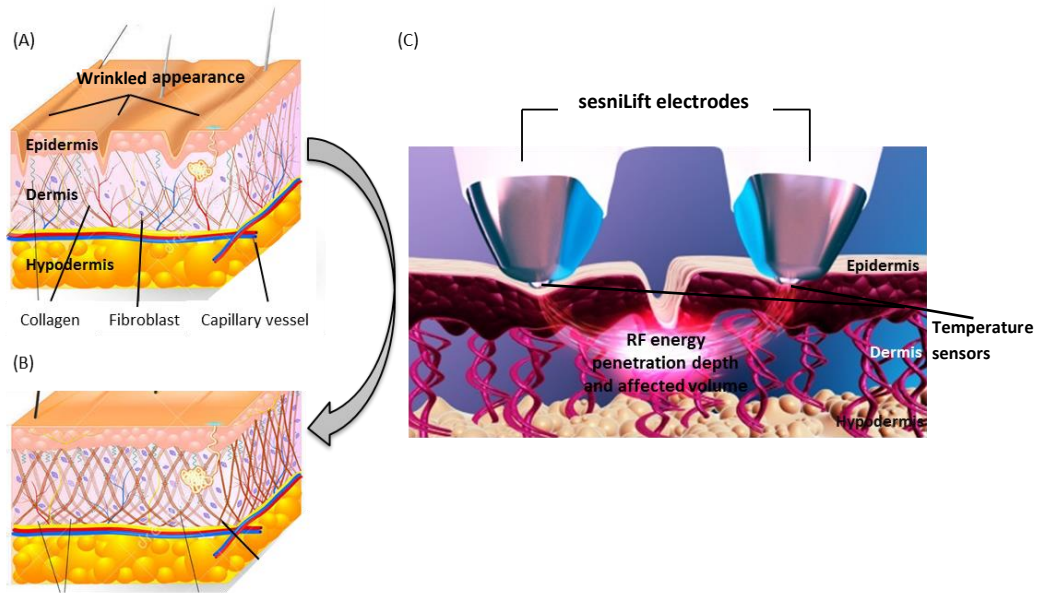 (A)
Wrinkled appearance
Epidermis
Dermis
Hypodermis
Collagen
Fibroblast
Capillary vessel
(B)
(C)
sesniLift electrodes
Epidermis
Temperature
sensors
RF energy
penetration depth
and affected volume
Dermis
Hypodermis